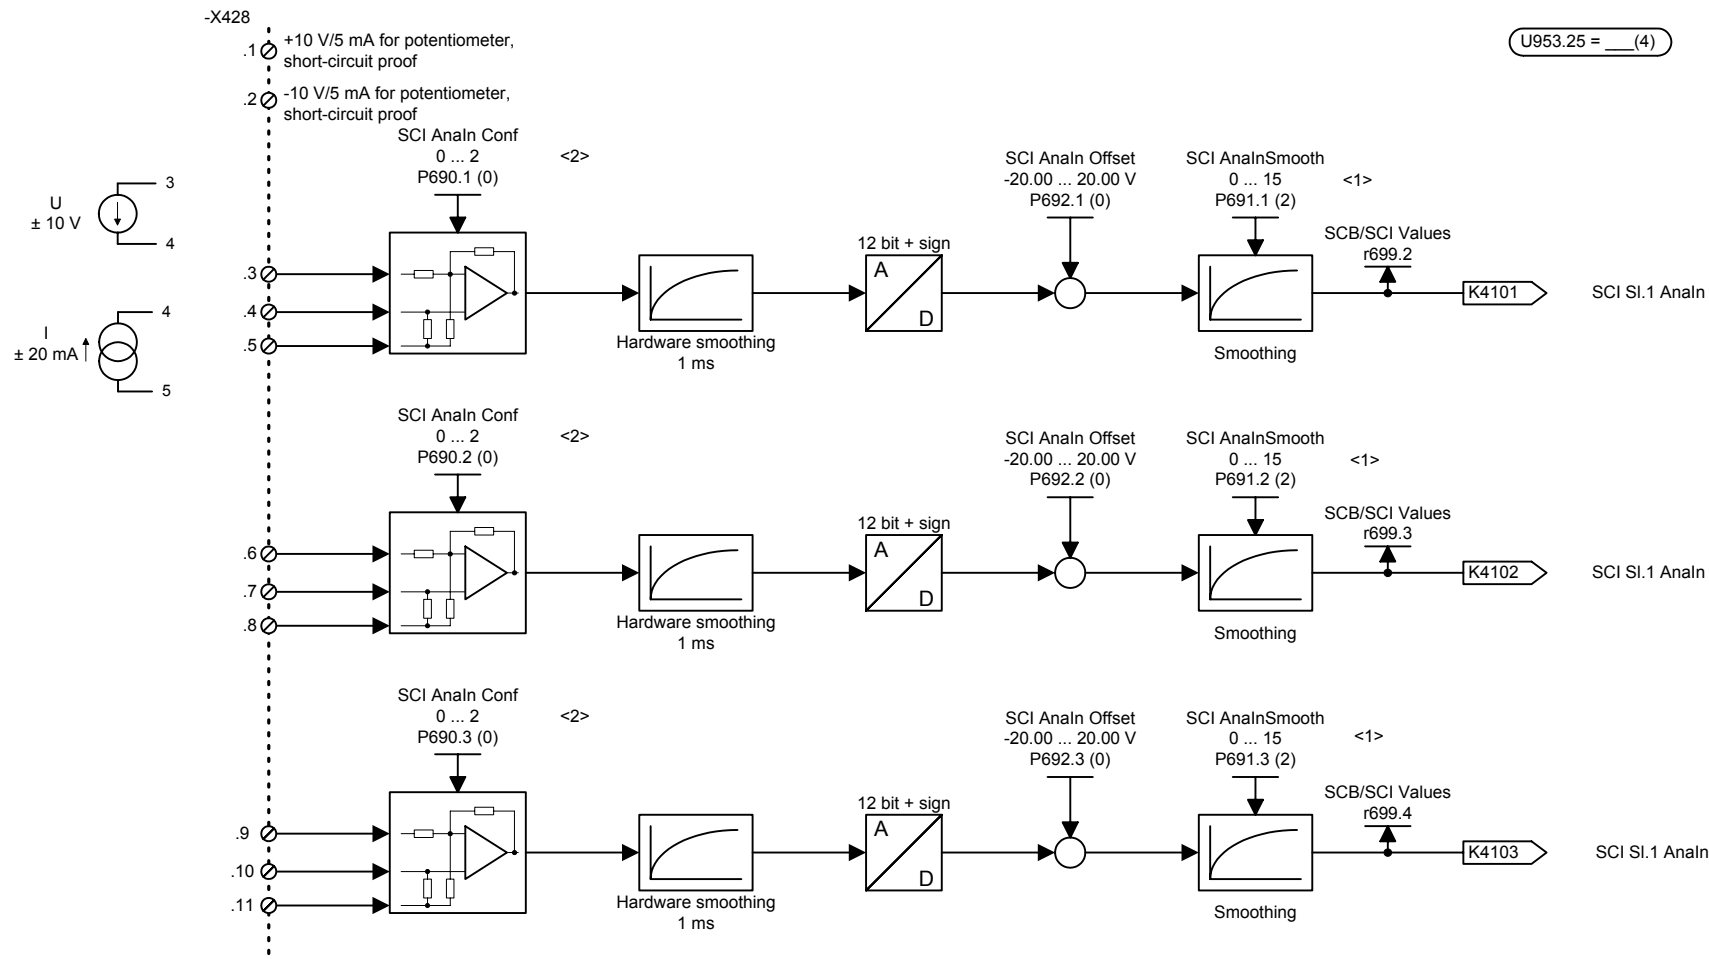 -X428
.1 +10 V/5 mA for potentiometer,
short-circuit proof
U953.25 = ___(4)
.2 -10 V/5 mA for potentiometer,
short-circuit proof
SCI AnaIn Conf
0 ... 2 <2>
P690.1 (0)
SCI AnaIn Offset
-20.00 ... 20.00 V
P692.1 (0)
SCI AnaInSmooth
0 ... 15 <1>
P691.1 (2)
U
± 10 V
3
4
SCB/SCI Values
r699.2
12 bit + sign
A
D
.3
.4
.5
K4101
SCI Sl.1 AnaIn
I
± 20 mA
4
5
Hardware smoothing
1 ms
Smoothing
SCI AnaIn Conf
0 ... 2 <2>
P690.2 (0)
SCI AnaIn Offset
-20.00 ... 20.00 V
P692.2 (0)
SCI AnaInSmooth
0 ... 15 <1>
P691.2 (2)
SCB/SCI Values
r699.3
12 bit + sign
A
D
.6
.7
.8
K4102
SCI Sl.1 AnaIn
Hardware smoothing
1 ms
Smoothing
SCI AnaIn Conf
0 ... 2 <2>
P690.3 (0)
SCI AnaIn Offset
-20.00 ... 20.00 V
P692.3 (0)
SCI AnaInSmooth
0 ... 15 <1>
P691.3 (2)
SCB/SCI Values
r699.4
12 bit + sign
A
D
.9
.10
.11
K4103
SCI Sl.1 AnaIn
Hardware smoothing
1 ms
Smoothing